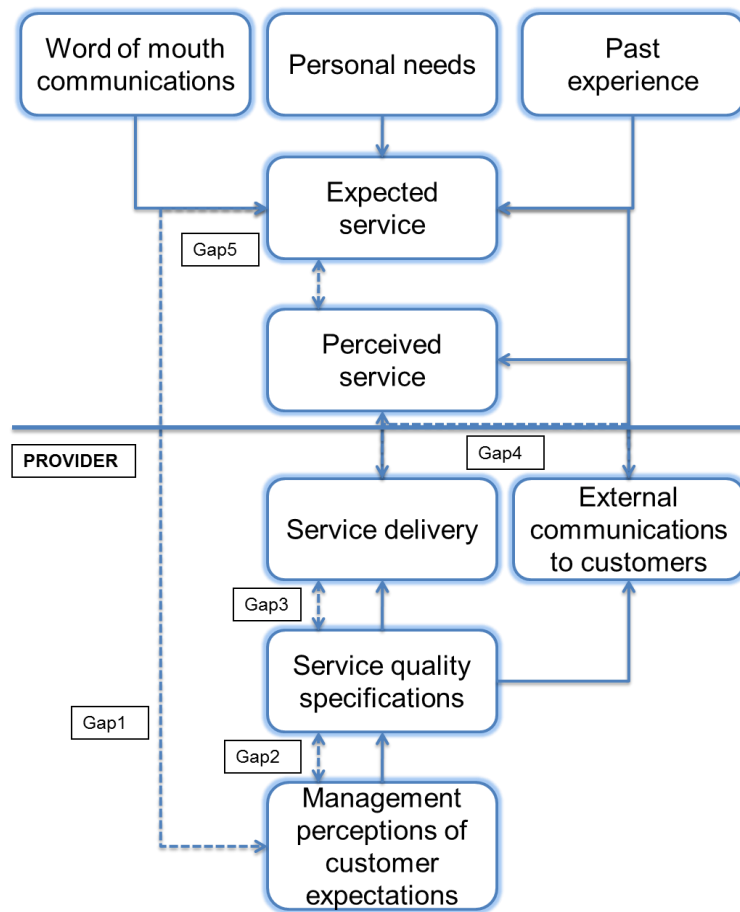 Word of mouth
communications
Personal needs
Past
experience
Expected
service
Gap5
Perceived
service
PROVIDER
Gap4
Service delivery
External
communications
to customers
Gap3
Service quality
specifications
Gap1
Gap2
Management
perceptions of
customer
expectations